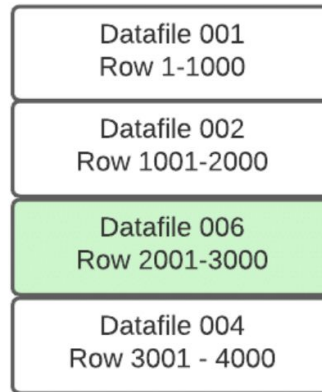 Datafile 001
Row 1-1000
Datafile 002
Row 1001-2000
Datafile 006
Row 2001-3000
Datafile 004
Row 3001 - 4000